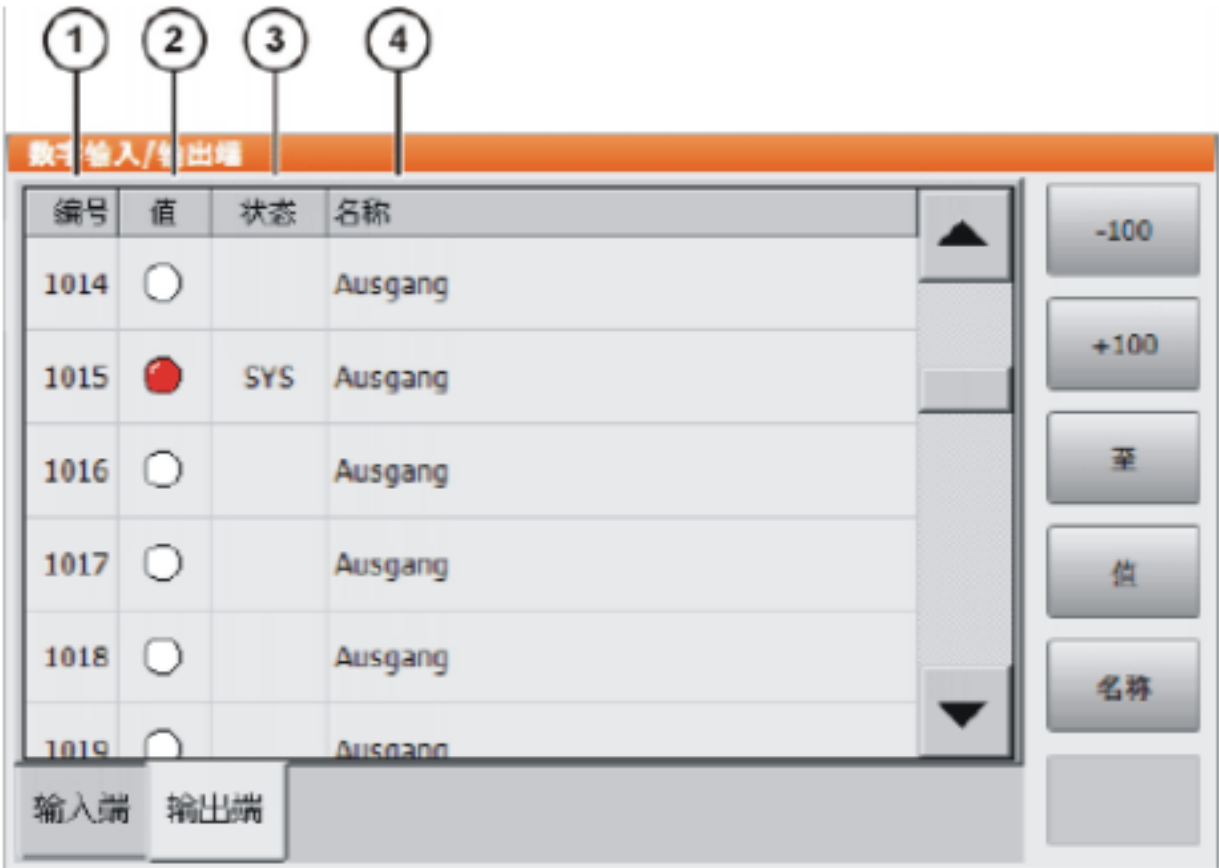 1 2 3 4
数字输入/输出端
编号 值 状态 名称
1014 Ausgang
1015 SYS Ausgang
1016 Ausgang
1017 Ausgang
1018 Ausgang
1019 Ausgang
输入端 输出端
-100
+100
至
值
名称